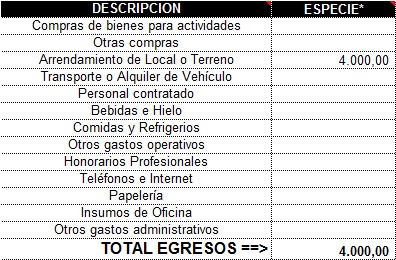 DESCRIPCION ESPECIE*
Compras de bienes para actividades
Otras compras
Arrendamiento de Local o Terreno 4.000,00
Transporte o Alquiler de Vehículo
Personal contratado
Bebidas e Hielo
Comidas y Refrigerios
Otros gastos operativos
Honorarios Profesionales
Teléfonos e Internet
Papelería
Insumos de Oficina
Otros gastos administrativos
TOTAL EGRESOS ==> 4.000,00